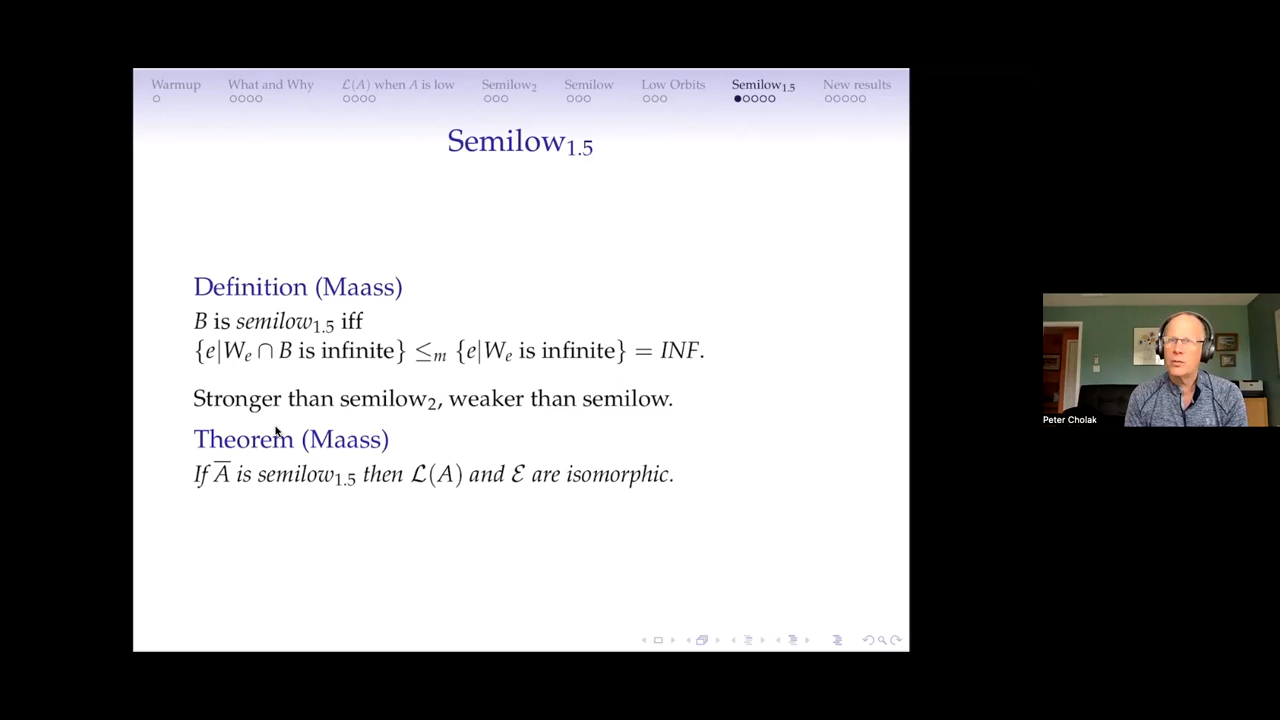 Warmup What and Why ℒ(A) when A is low Semilow₂ Semilow Low Orbits Semilow₁.₅ New results
Semilow₁.₅
Definition (Maass)
B is semilow₁.₅ iff
{e|Wₑ ∩ B is infinite} ≤ₘ {e|Wₑ is infinite} = INF.
Stronger than semilow₂, weaker than semilow.
Theorem (Maass)
If A̅ is semilow₁.₅ then ℒ(A) and ℰ are isomorphic.
Peter Cholak